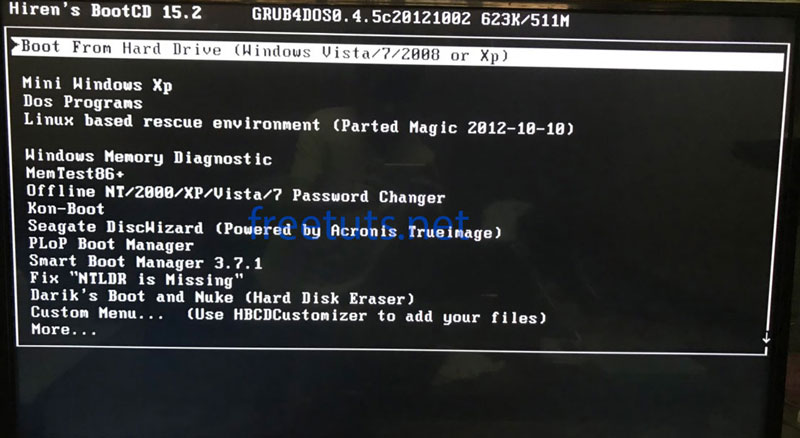 Hiren's BootCD 15.2 GRUB4DOS0.4.5c20121002 623K/511M
Boot From Hard Drive (Windows Vista/7/2008 or Xp)
Mini Windows Xp
Dos Programs
Linux based rescue environment (Parted Magic 2012-10-10)
Windows Memory Diagnostic
MemTest86+
Offline NT/2000/XP/Vista/7 Password Changer
Kon-Boot
Seagate DiscWizard (Powered by Acronis TrueImage)
freetuts.net
PLoP Boot Manager
Smart Boot Manager 3.7.1
Fix "NTLDR is Missing"
Darik's Boot and Nuke (Hard Disk Eraser)
Custom Menu... (Use HBCDCustomizer to add your files)
More...